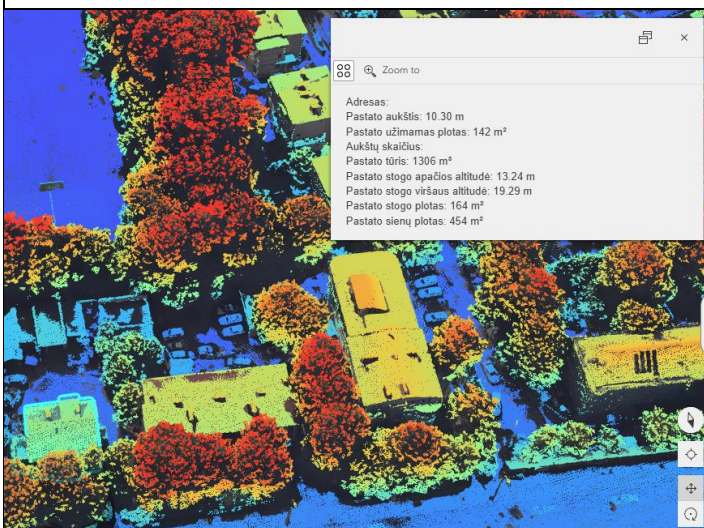 Zoom to
Adresas:
Pastato aukštis: 10.30 m
Pastato užimamas plotas: 142 m²
Aukštų skaičius:
Pastato tūris: 1306 m³
Pastato stogo apačios altitudė: 13.24 m
Pastato stogo viršaus altitudė: 19.29 m
Pastato stogo plotas: 164 m²
Pastato sienų plotas: 454 m²